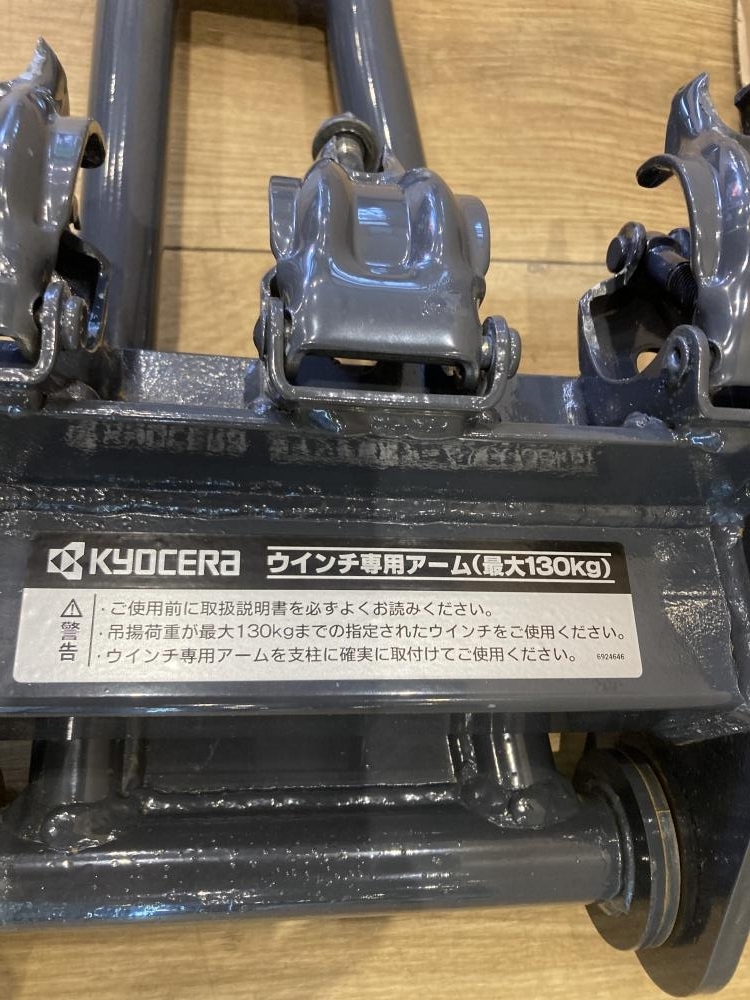 KYOCERA ウインチ専用アーム(最大130kg)
⚠警告
・ご使用前に取扱説明書を必ずよくお読みください。
・吊揚荷重が最大130kgまでの指定されたウインチをご使用ください。
・ウインチ専用アームを支柱に確実に取付けてご使用ください。
6924646